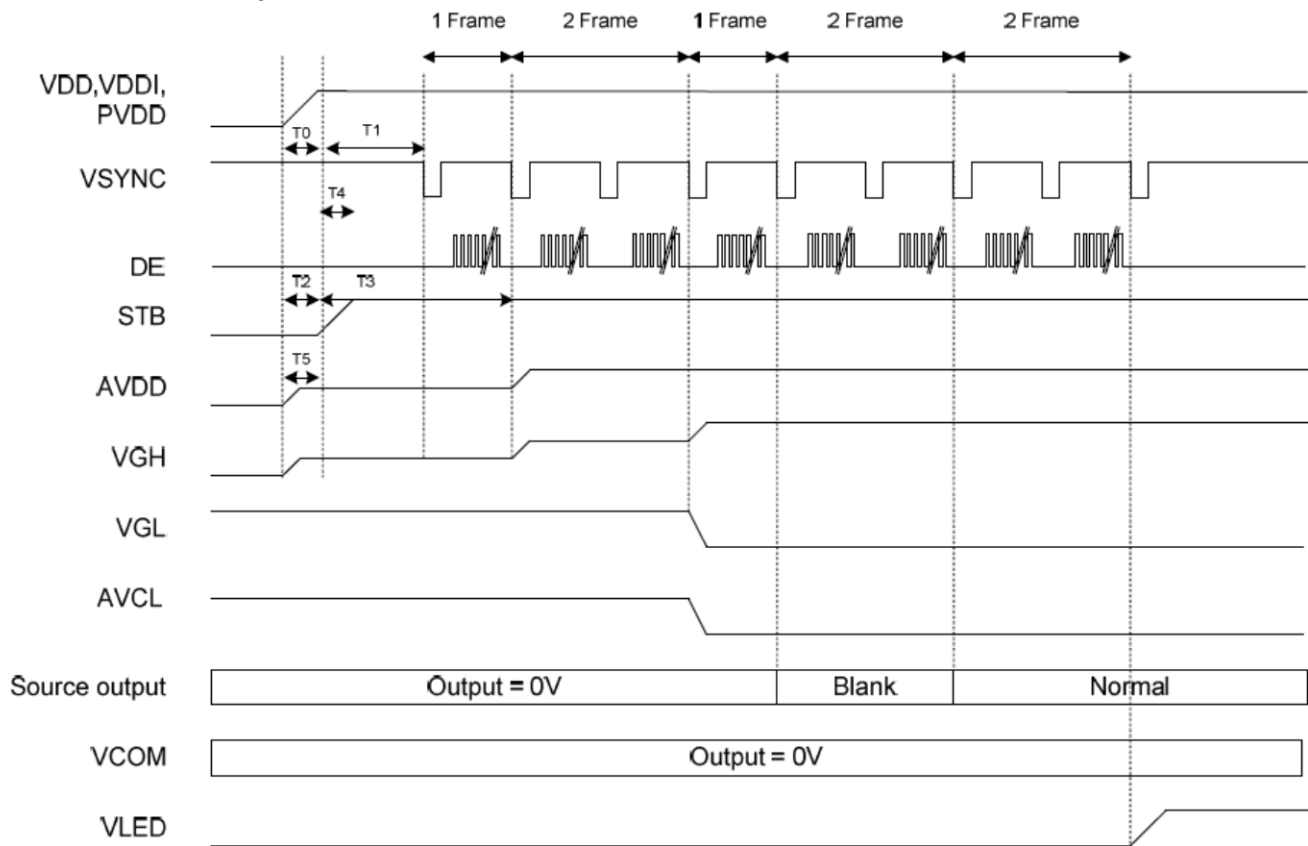 1 Frame 2 Frame 1 Frame 2 Frame 2 Frame
VDD,VDDI,
PVDD
T0 T1
VSYNC
T4
DE
T2 T3
STB
T5
AVDD
VGH
VGL
AVCL
Source output Output = 0V Blank Normal
VCOM Output = 0V
VLED